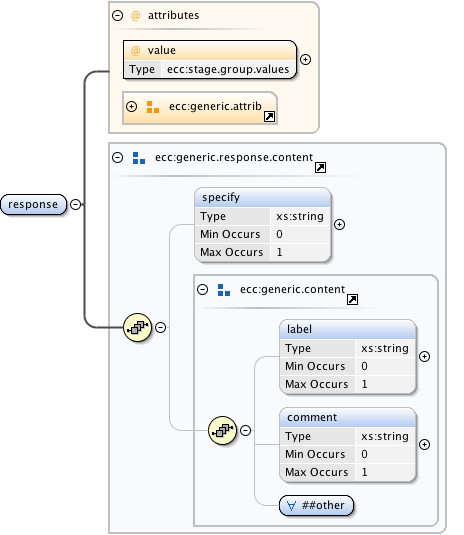 @ attributes
@ value
Type ecc:stage.group.values
ecc:generic.attrib
ecc:generic.response.content
response
specify
Type xs:string
Min Occurs 0
Max Occurs 1
ecc:generic.content
label
Type xs:string
Min Occurs 0
Max Occurs 1
comment
Type xs:string
Min Occurs 0
Max Occurs 1
∀ ##other